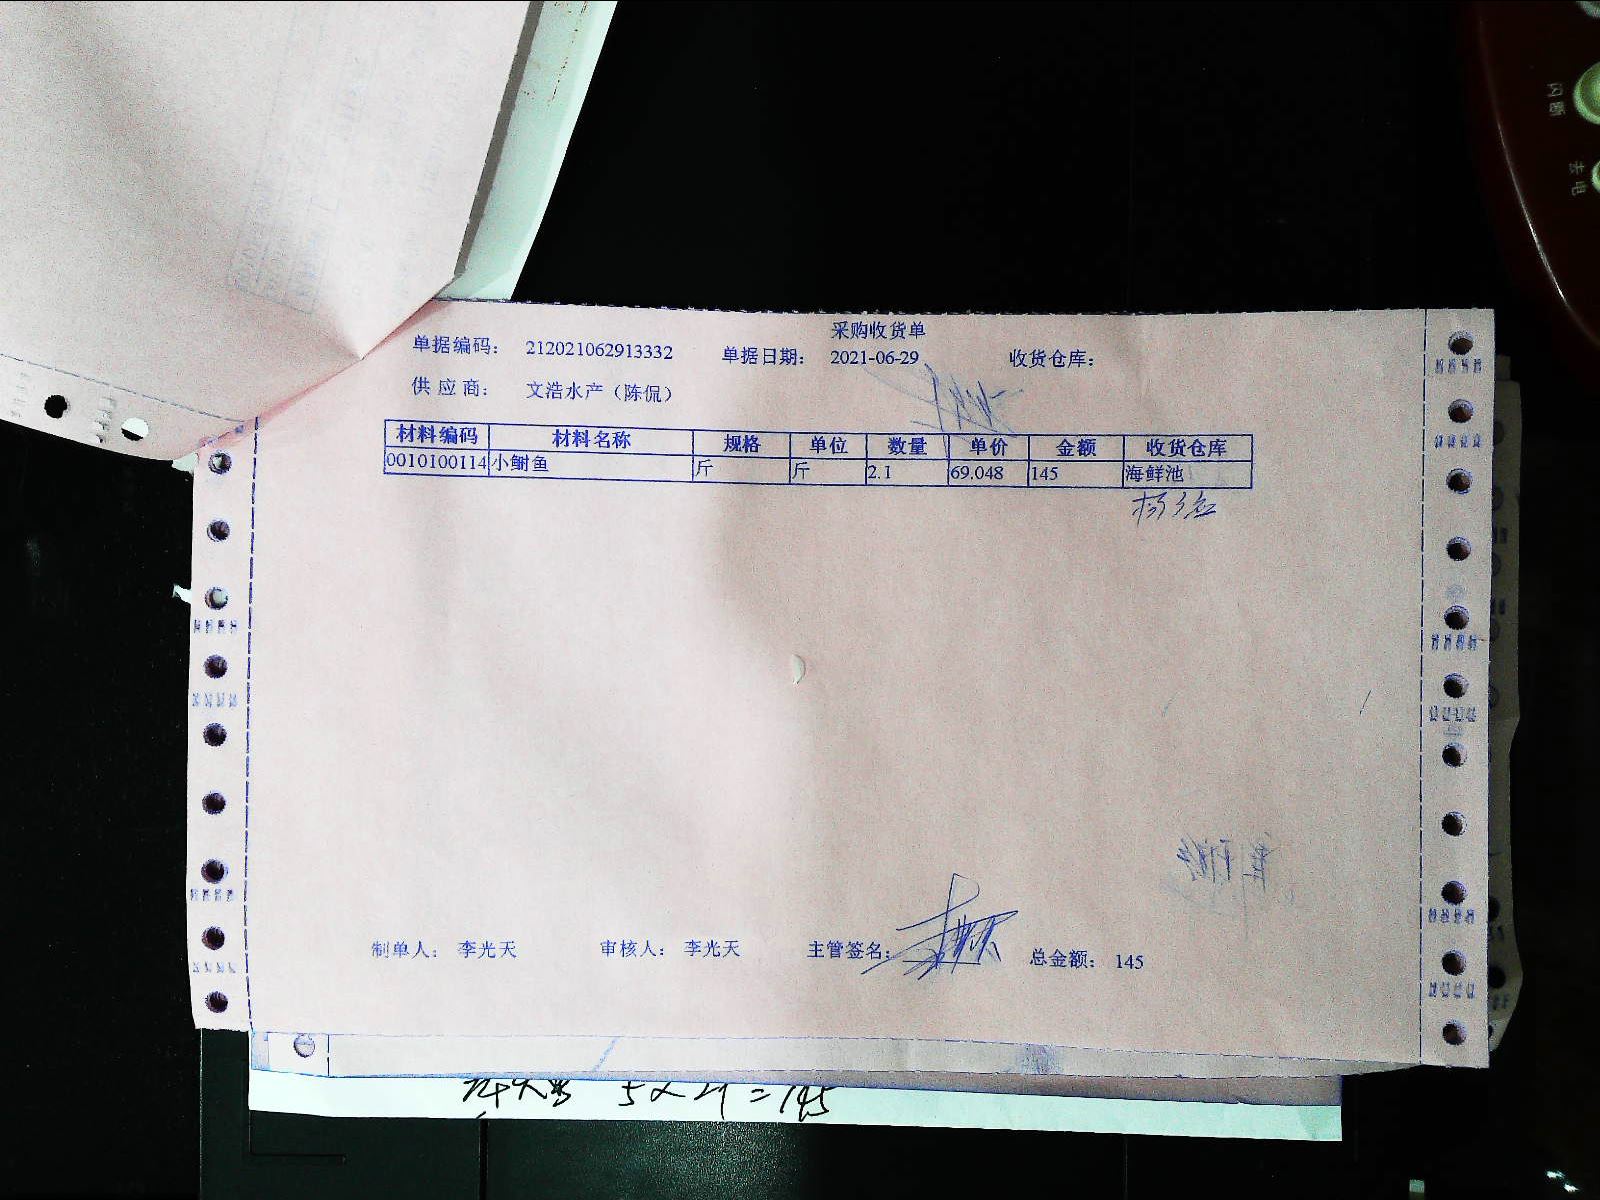 采购收货单
单据编码： 212021062913332 单据日期： 2021-06-29 收货仓库：
供 应 商： 文浩水产（陈侃）
材料编码 材料名称 规格 单位 数量 单价 金额 收货仓库
0010100114 小鲥鱼 斤 斤 2.1 69.048 145 海鲜池
制单人： 李光天 审核人： 李光天 主管签名： 总金额： 145
闪断
去电